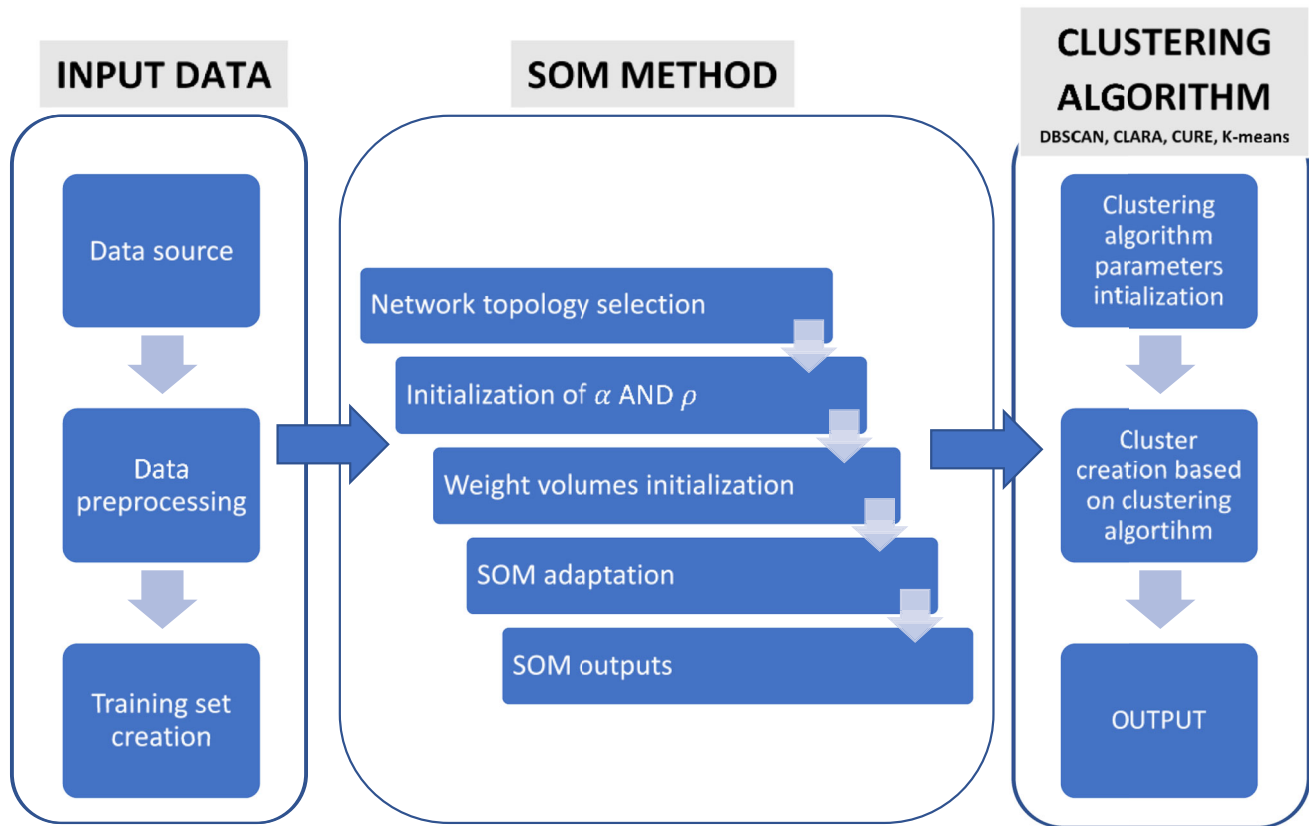 INPUT DATA
Data source
Data
preprocessing
Training set
creation
SOM METHOD
Network topology selection
Initialization of α AND ρ
Weight volumes initialization
SOM adaptation
SOM outputs
CLUSTERING
ALGORITHM
DBSCAN, CLARA, CURE, K-means
Clustering
algorithm
parameters
intialization
Cluster
creation based
on clustering
algortihm
OUTPUT